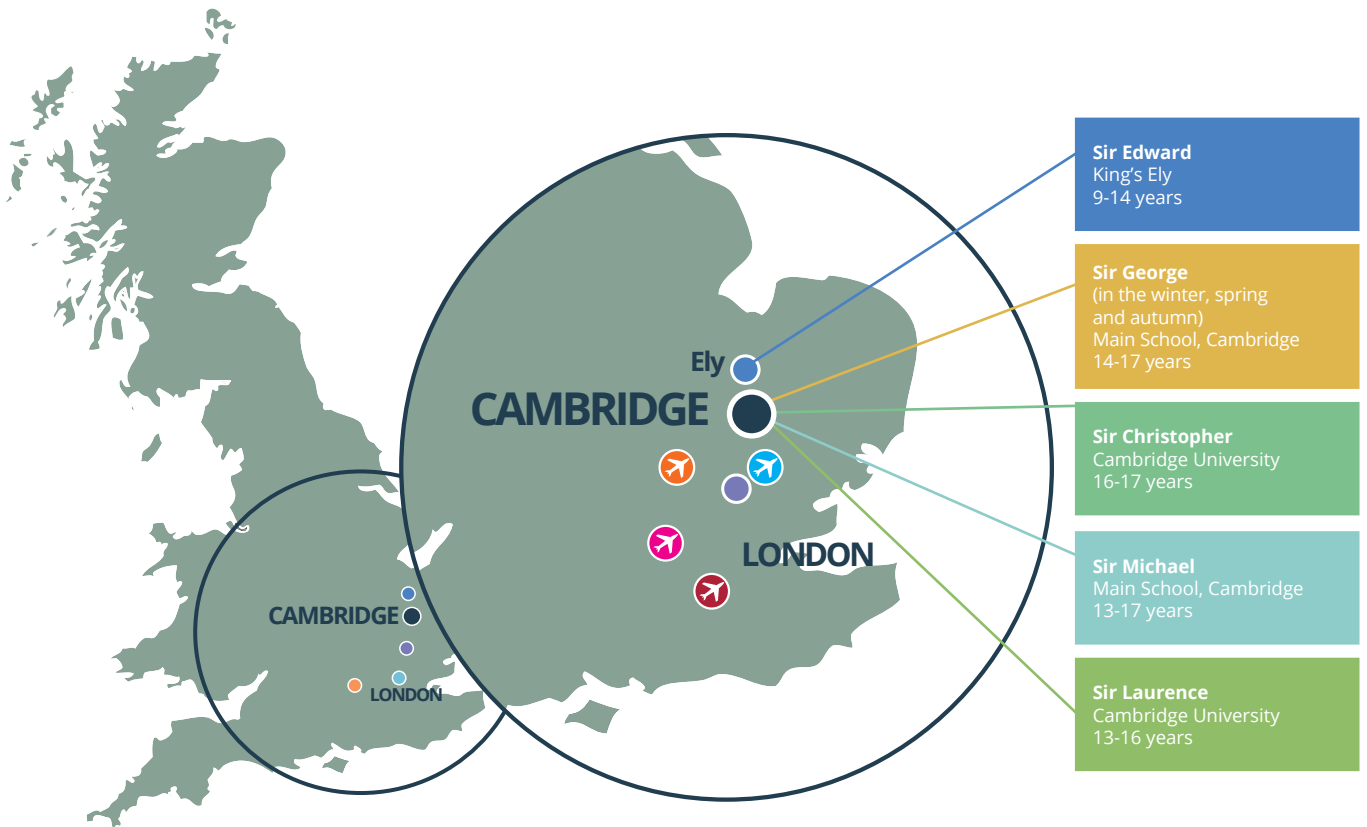 CAMBRIDGE
LONDON
Ely
CAMBRIDGE
LONDON
Sir Edward
King's Ely
9-14 years
Sir George
(in the winter, spring
and autumn)
Main School, Cambridge
14-17 years
Sir Christopher
Cambridge University
16-17 years
Sir Michael
Main School, Cambridge
13-17 years
Sir Laurence
Cambridge University
13-16 years